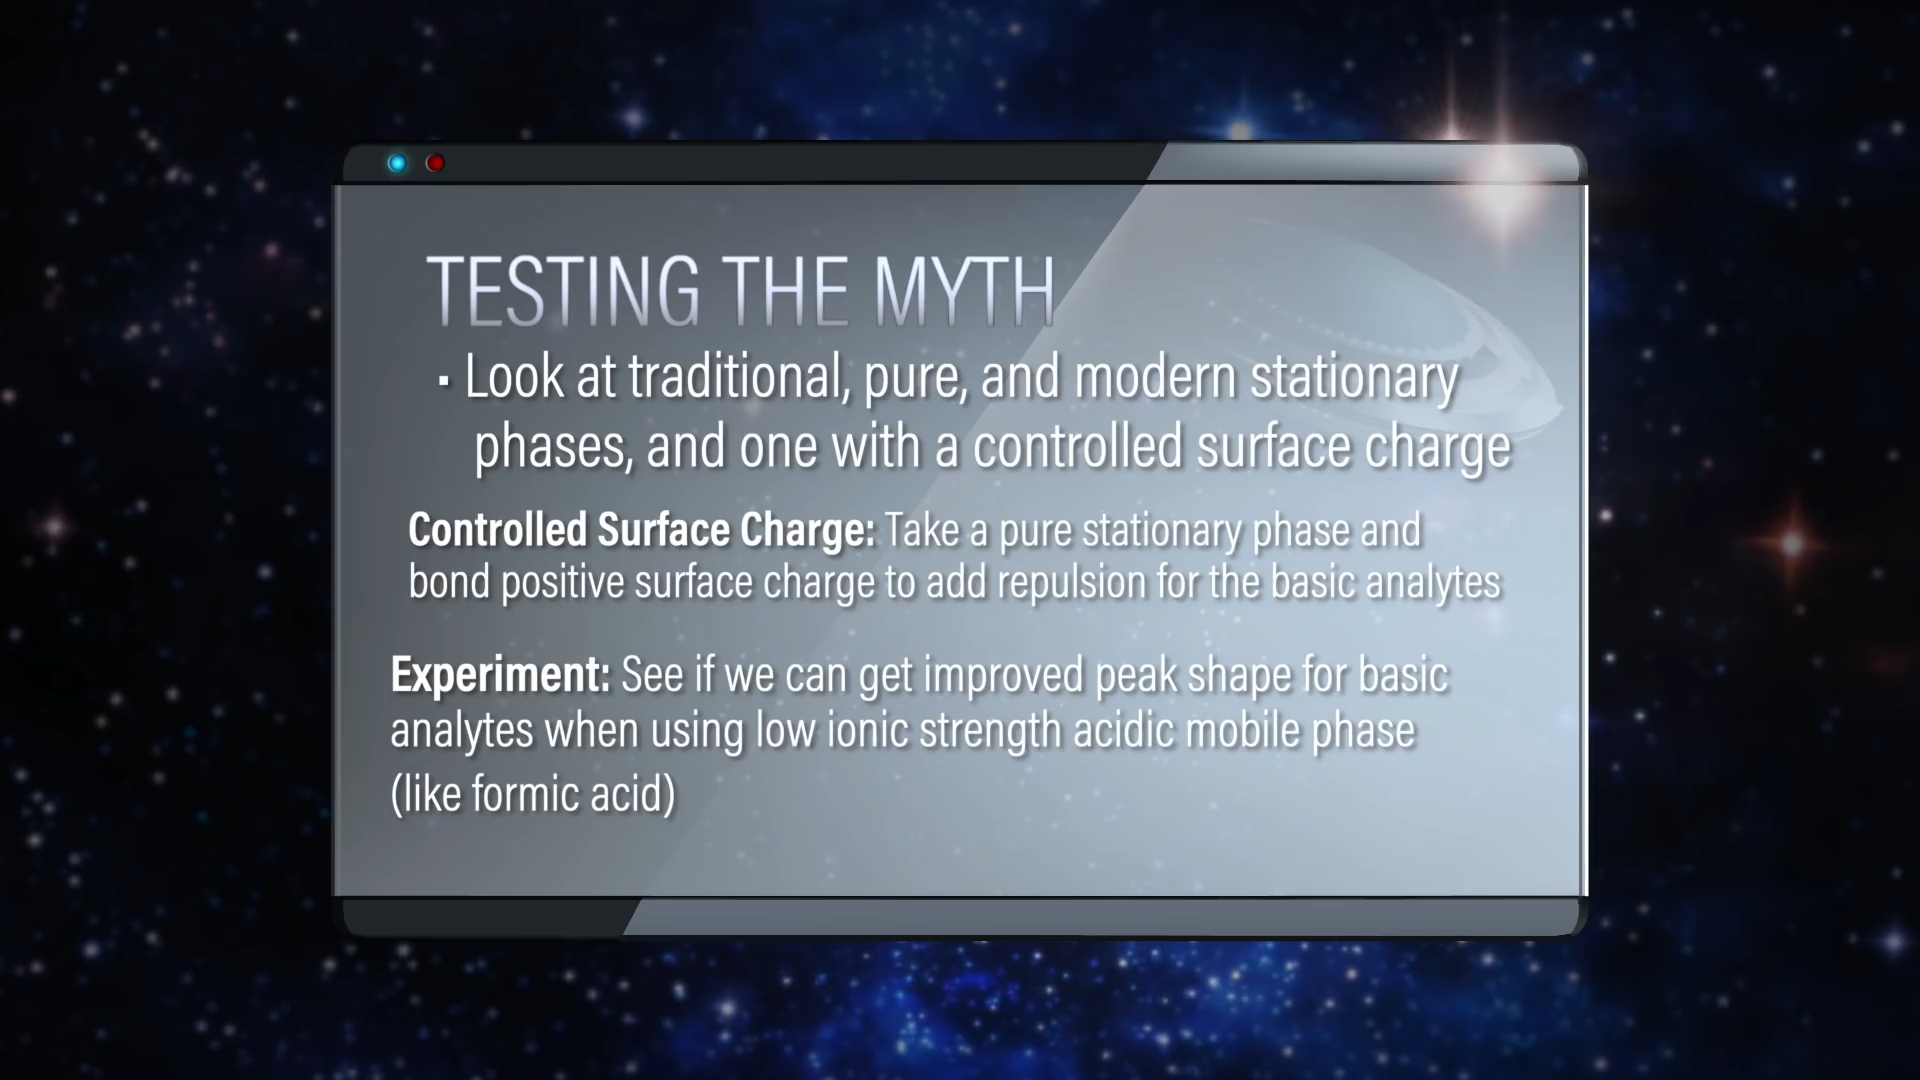 TESTING THE MYTH
▪ Look at traditional, pure, and modern stationary
phases, and one with a controlled surface charge
Controlled Surface Charge: Take a pure stationary phase and
bond positive surface charge to add repulsion for the basic analytes
Experiment: See if we can get improved peak shape for basic
analytes when using low ionic strength acidic mobile phase
(like formic acid)